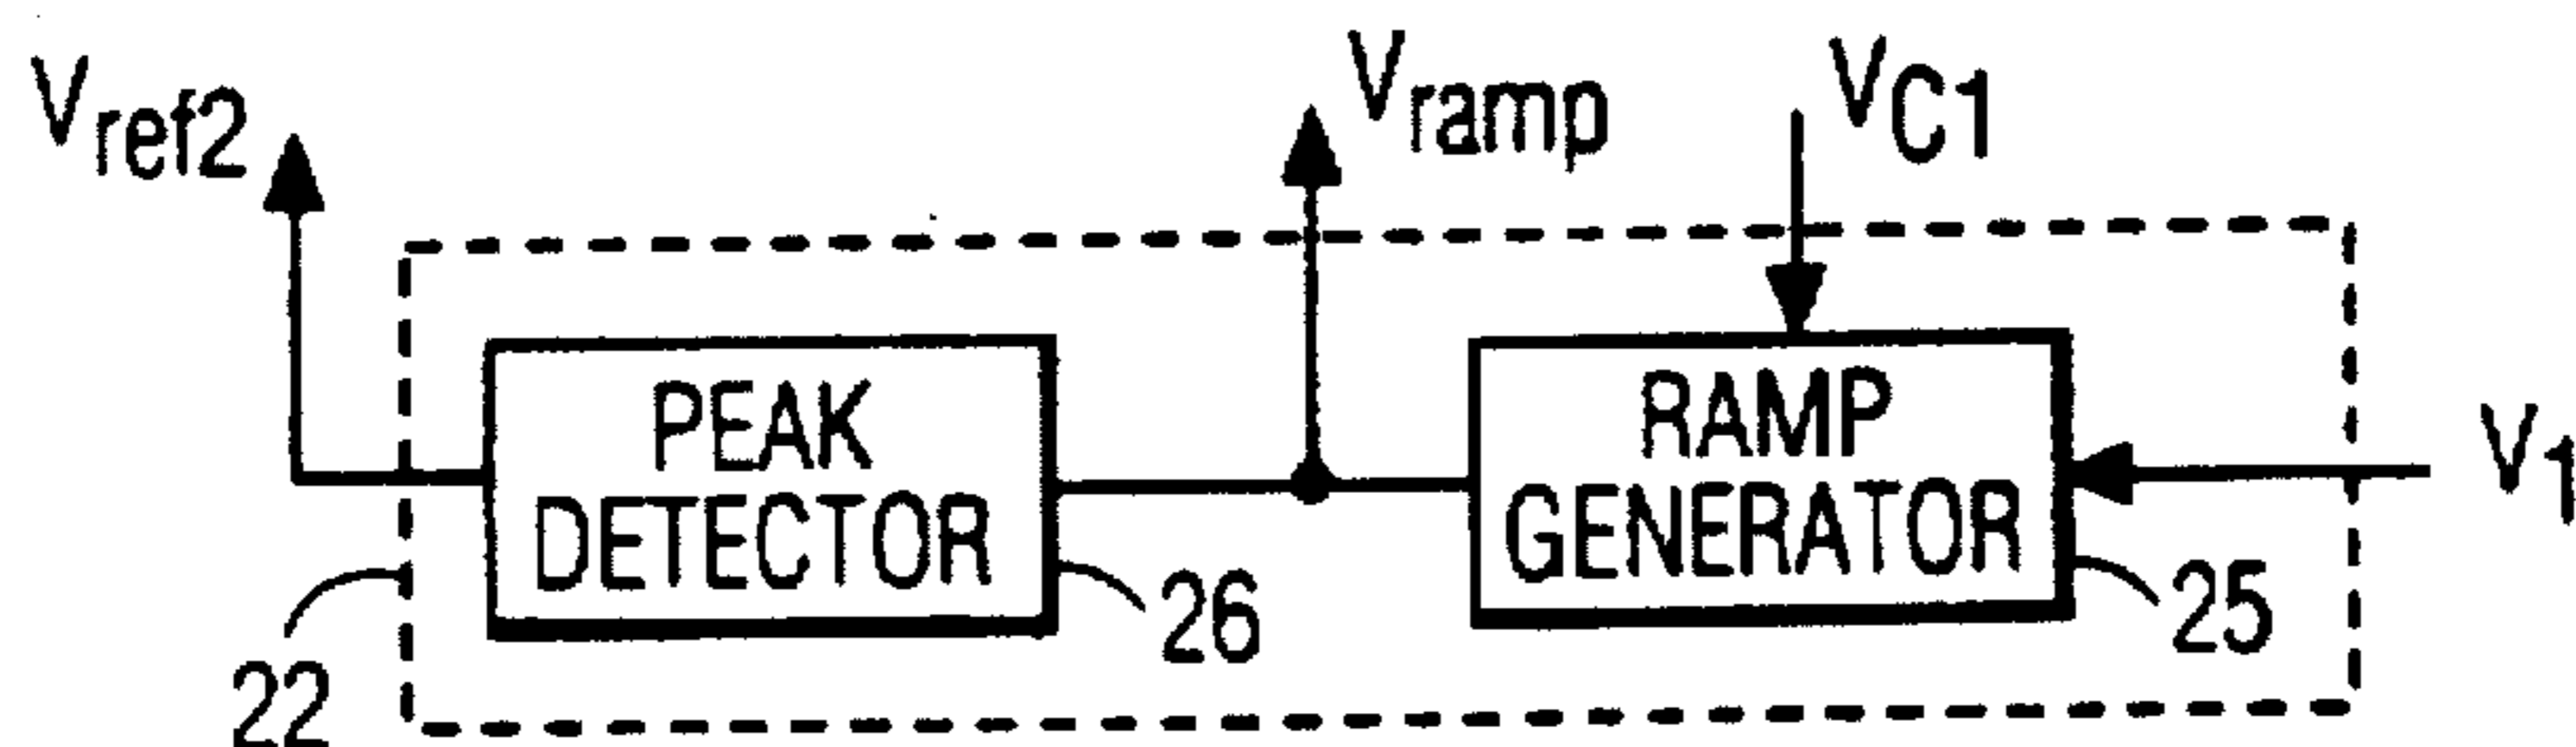 Vref2
Vramp
VC1
PEAK
DETECTOR
RAMP
GENERATOR
V1
26
25
22